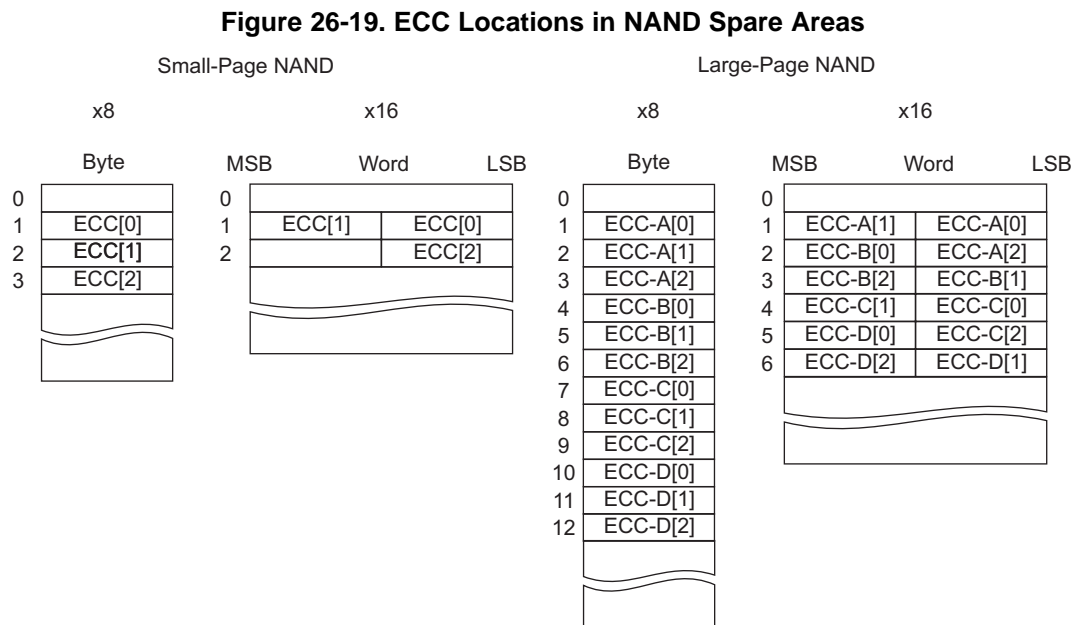 Figure 26-19. ECC Locations in NAND Spare Areas
Small-Page NAND Large-Page NAND
x8 x16 x8 x16
Byte MSB Word LSB Byte MSB Word LSB
0 0 0 0
1 ECC[0] 1 ECC[1] ECC[0] 1 ECC-A[0] 1 ECC-A[1] ECC-A[0]
2 ECC[1] 2 ECC[2] 2 ECC-A[1] 2 ECC-B[0] ECC-A[2]
3 ECC[2] 3 ECC-A[2] 3 ECC-B[2] ECC-B[1]
4 ECC-B[0] 4 ECC-C[1] ECC-C[0]
5 ECC-B[1] 5 ECC-D[0] ECC-C[2]
6 ECC-B[2] 6 ECC-D[2] ECC-D[1]
7 ECC-C[0]
8 ECC-C[1]
9 ECC-C[2]
10 ECC-D[0]
11 ECC-D[1]
12 ECC-D[2]